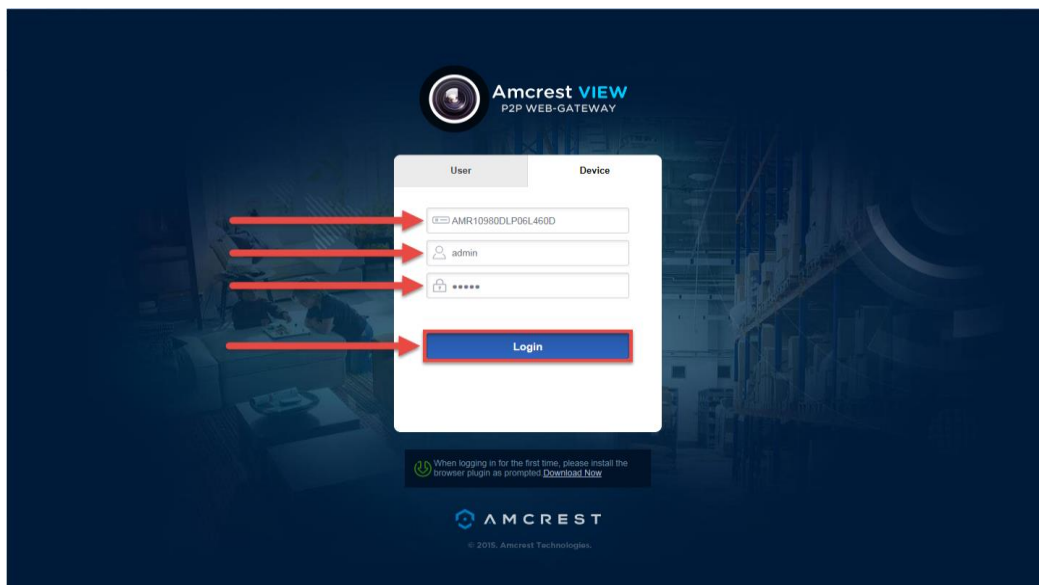 Amcrest VIEW
P2P WEB-GATEWAY
User Device
AMR10980DLP06L460D
admin
•••••
Login
When logging in for the first time, please install the
browser plugin as prompted.Download Now
AMCREST
© 2015. Amcrest Technologies.